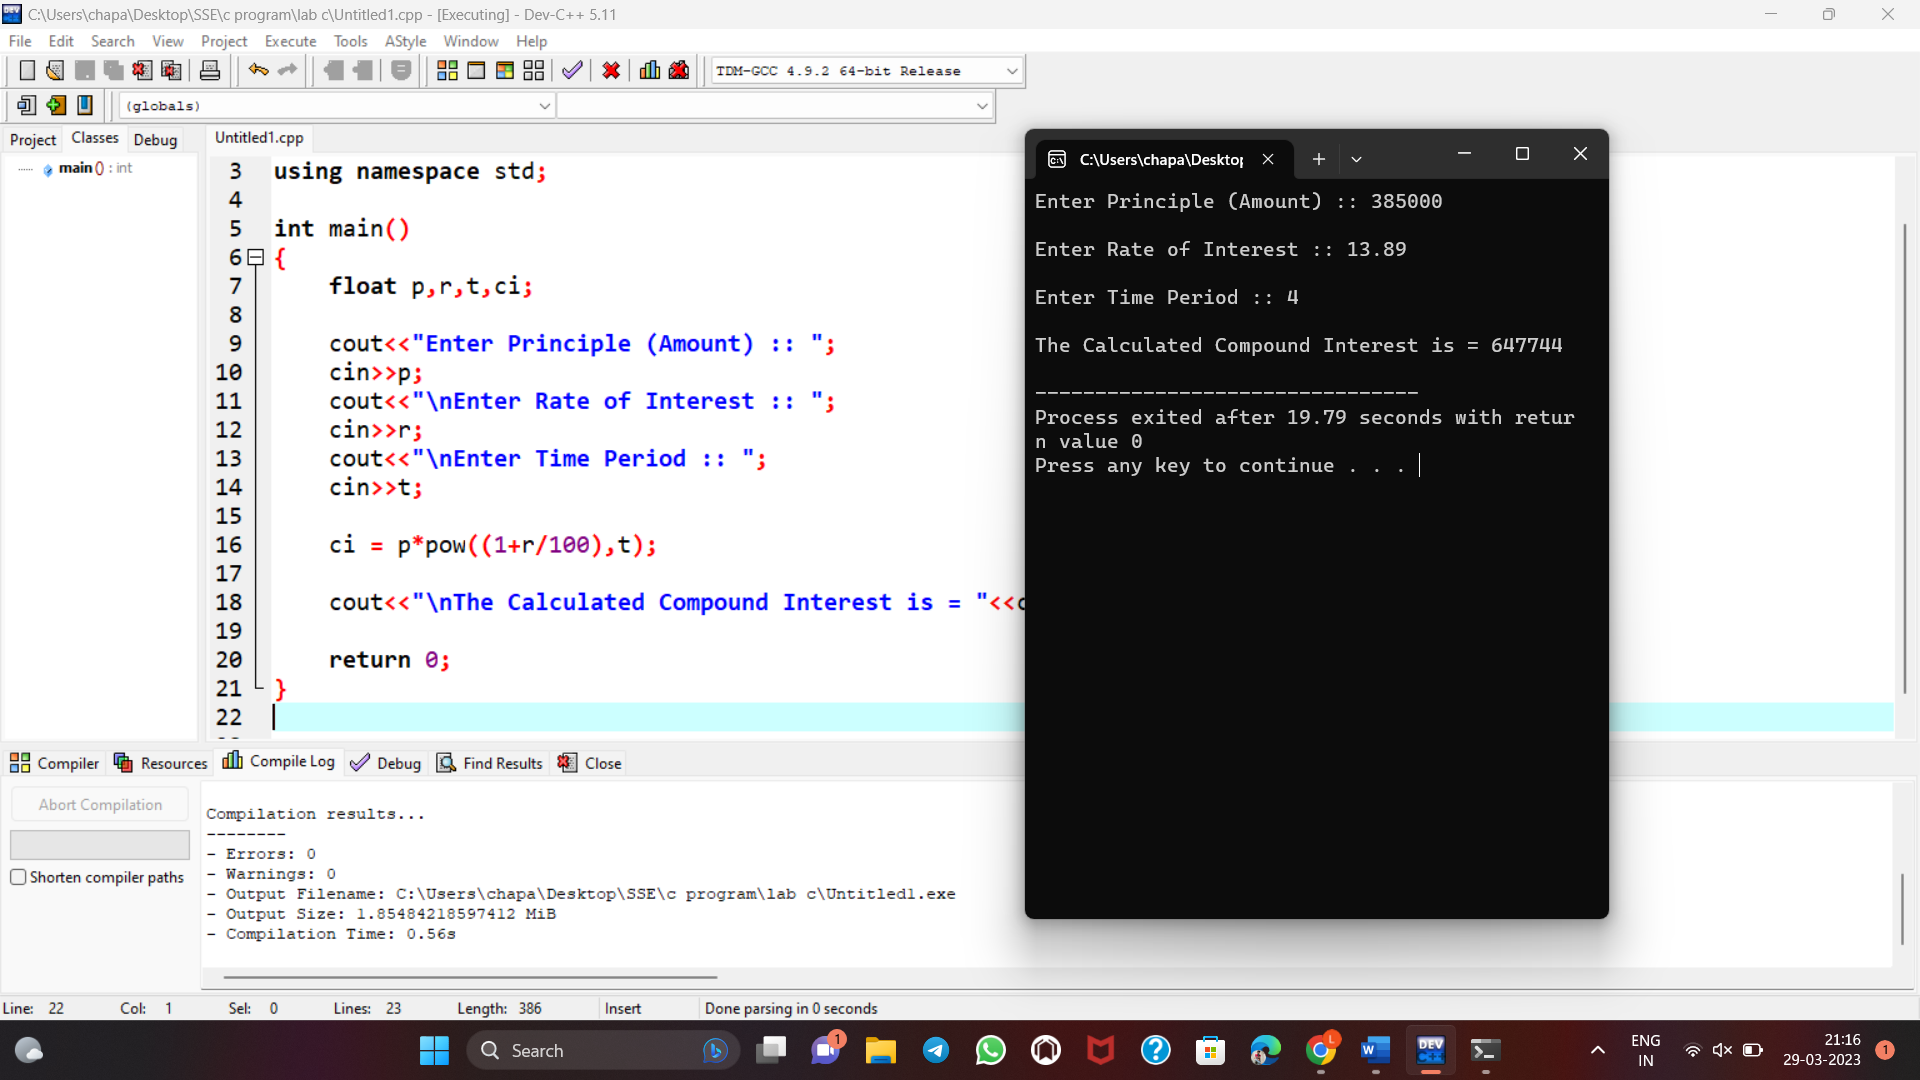 C:\Users\chapa\Desktop\SSE\c program\lab c\Untitled1.cpp - [Executing] - Dev-C++ 5.11
File Edit Search View Project Execute Tools AStyle Window Help
TDM-GCC 4.9.2 64-bit Release
(globals)
Project Classes Debug
main () : int
Untitled1.cpp
3 using namespace std;
4
5 int main()
6 {
7 float p,r,t,ci;
8
9 cout<<"Enter Principle (Amount) :: ";
10 cin>>p;
11 cout<<"\nEnter Rate of Interest :: ";
12 cin>>r;
13 cout<<"\nEnter Time Period :: ";
14 cin>>t;
15
16 ci = p*pow((1+r/100),t);
17
18 cout<<"\nThe Calculated Compound Interest is = "<<c
19
20 return 0;
21 }
22
C:\Users\chapa\Desktop
Enter Principle (Amount) :: 385000
Enter Rate of Interest :: 13.89
Enter Time Period :: 4
The Calculated Compound Interest is = 647744
--------------------------------
Process exited after 19.79 seconds with retur
n value 0
Press any key to continue . . .
Compiler Resources Compile Log Debug Find Results Close
Abort Compilation
Shorten compiler paths
Compilation results...
--------
- Errors: 0
- Warnings: 0
- Output Filename: C:\Users\chapa\Desktop\SSE\c program\lab c\Untitled1.exe
- Output Size: 1.85484218597412 MiB
- Compilation Time: 0.56s
Line: 22 Col: 1 Sel: 0 Lines: 23 Length: 386 Insert Done parsing in 0 seconds
Search
1
L
W
DEV
C++
ENG
IN
21:16
29-03-2023
1